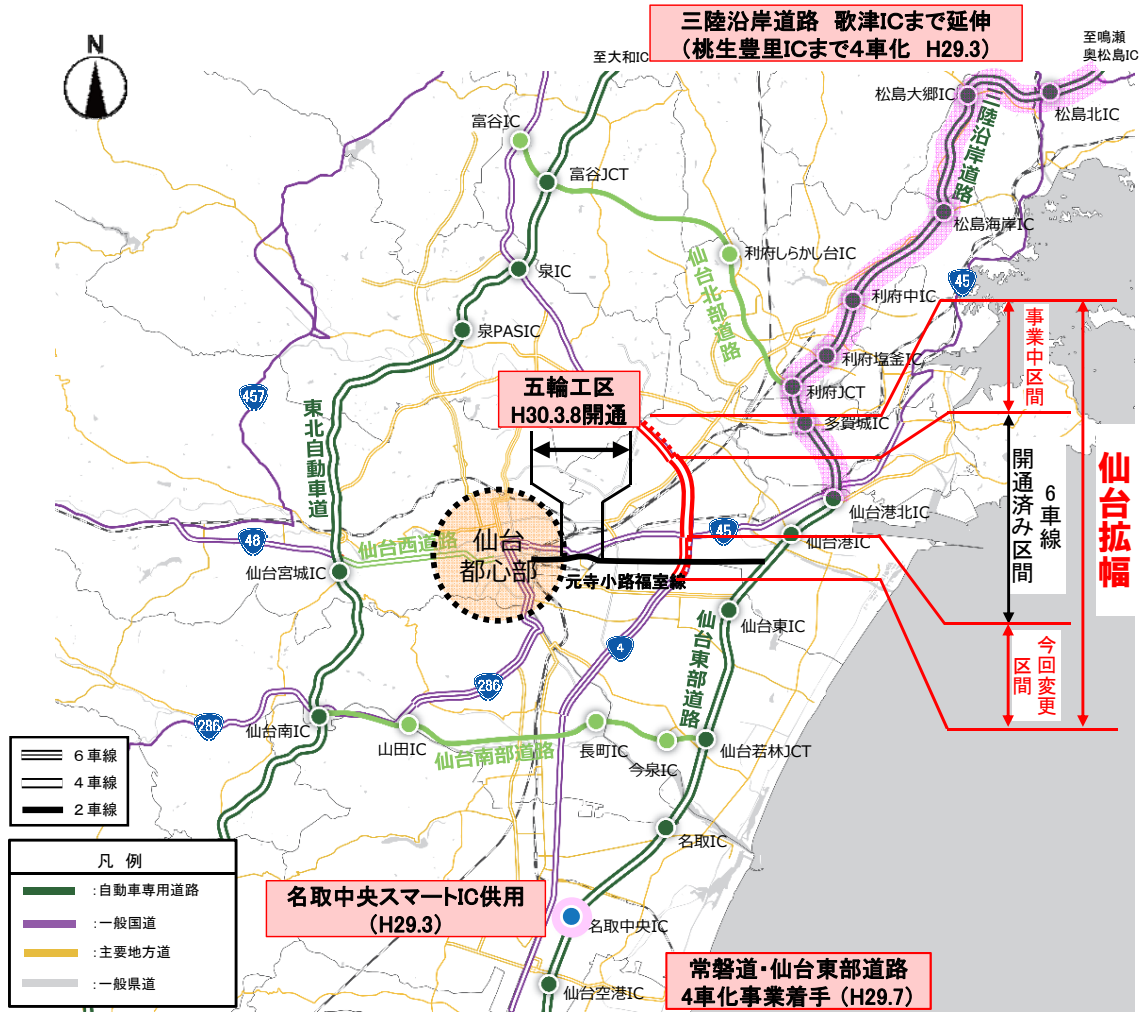 三陸沿岸道路 歌津ICまで延伸
(桃生豊里ICまで4車化 H29.3)
N
至大和IC
至鳴瀬
奥松島IC
松島大郷IC
松島北IC
三陸沿岸道路
富谷IC
富谷JCT
松島海岸IC
利府しらかし台IC
仙台北部道路
泉IC
45
利府中IC
泉PASIC
利府塩釜IC
事業中区間
五輪工区
H30.3.8開通
利府JCT
457
東北自動車道
多賀城IC
仙台拡幅
開通済み区間
6車線
仙台港北IC
45
仙台港IC
48
仙台西道路
仙台
都心部
仙台宮城IC
元寺小路福室線
仙台東IC
4
仙台東部道路
今回変更
区間
286
286
仙台南IC
山田IC
仙台南部道路
長町IC
今泉IC
仙台若林JCT
6車線
4車線
2車線
名取IC
凡 例
:自動車専用道路
:一般国道
:主要地方道
:一般県道
名取中央スマートIC供用
(H29.3)
名取中央IC
常磐道・仙台東部道路
4車化事業着手 (H29.7)
仙台空港IC